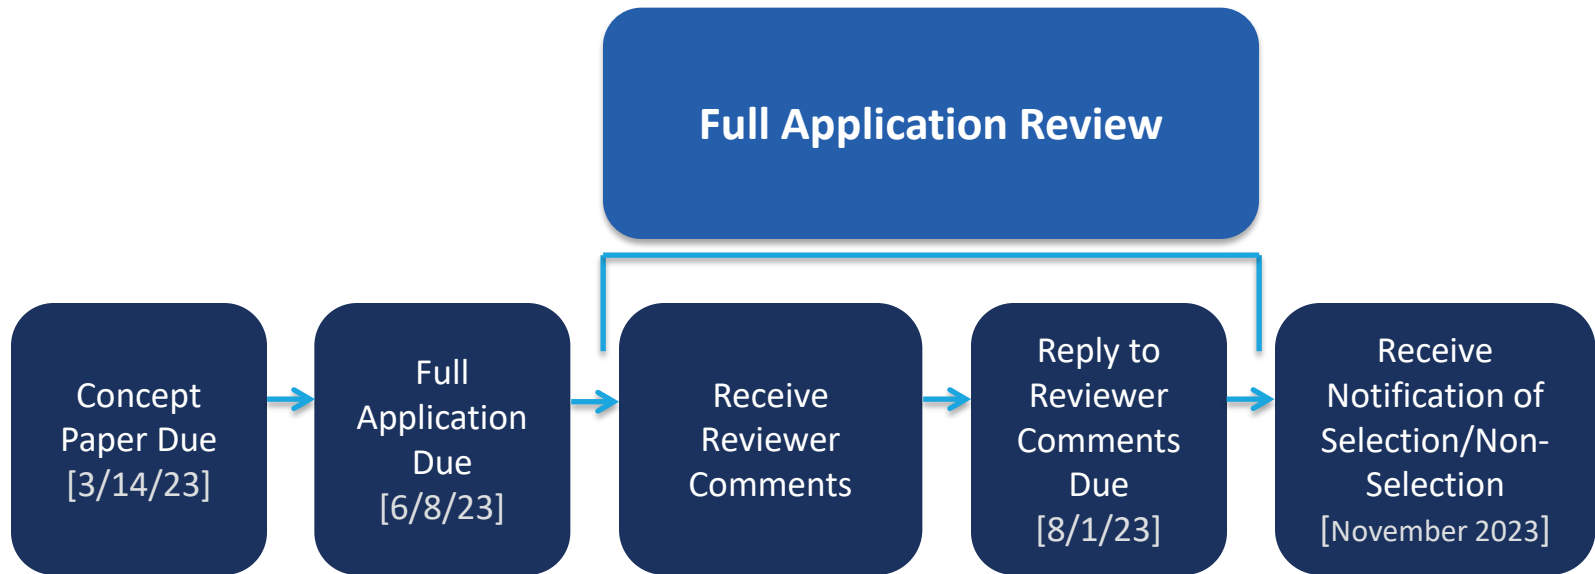 Full Application Review
Concept
Paper Due
[3/14/23]
Full
Application
Due
[6/8/23]
Receive
Reviewer
Comments
Reply to
Reviewer
Comments
Due
[8/1/23]
Receive
Notification of
Selection/Non-
Selection
[November 2023]